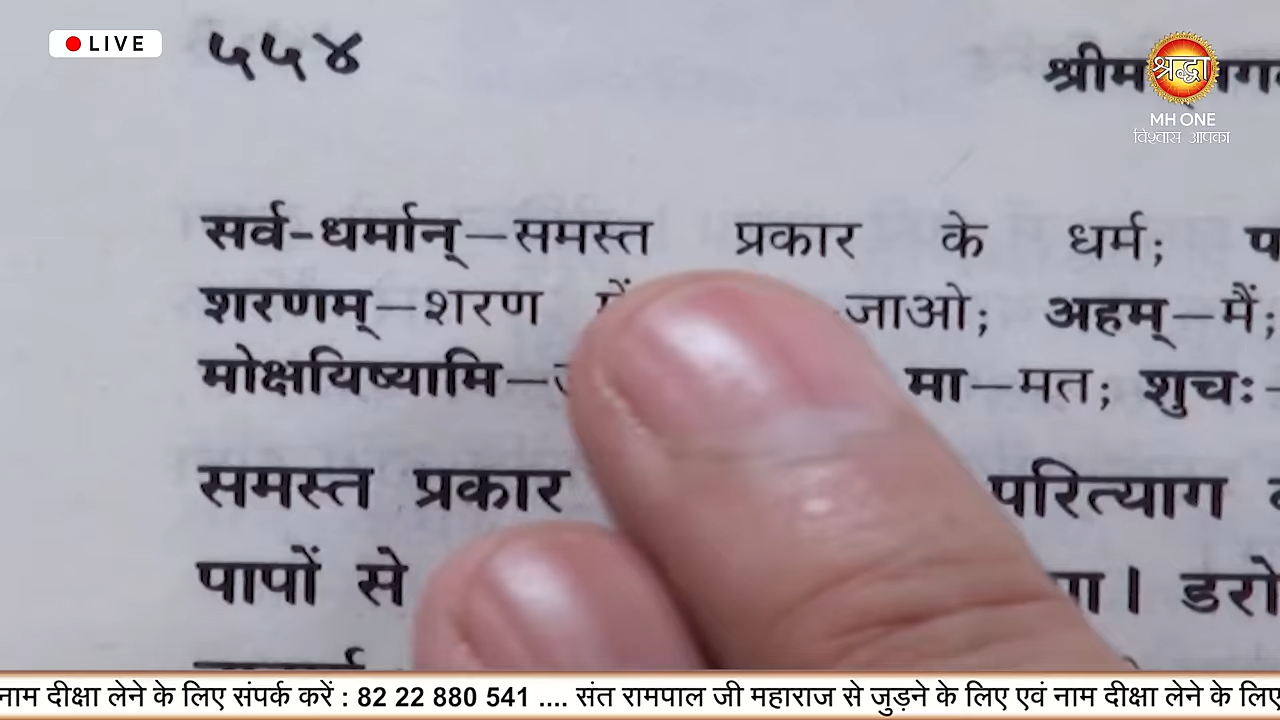 LIVE
५५४
श्रद्धा
MH ONE
विश्वास आपका
सर्व-धर्मान्—समस्त प्रकार के धर्म;
शरणम्—शरण में जाओ; अहम्—मैं;
मोक्षयिष्यामि— मा—मत; शुचः-
समस्त प्रकार परित्याग
पापों से । डरो
नाम दीक्षा लेने के लिए संपर्क करें : 82 22 880 541 .... संत रामपाल जी महाराज से जुड़ने के लिए एवं नाम दीक्षा लेने के लिए